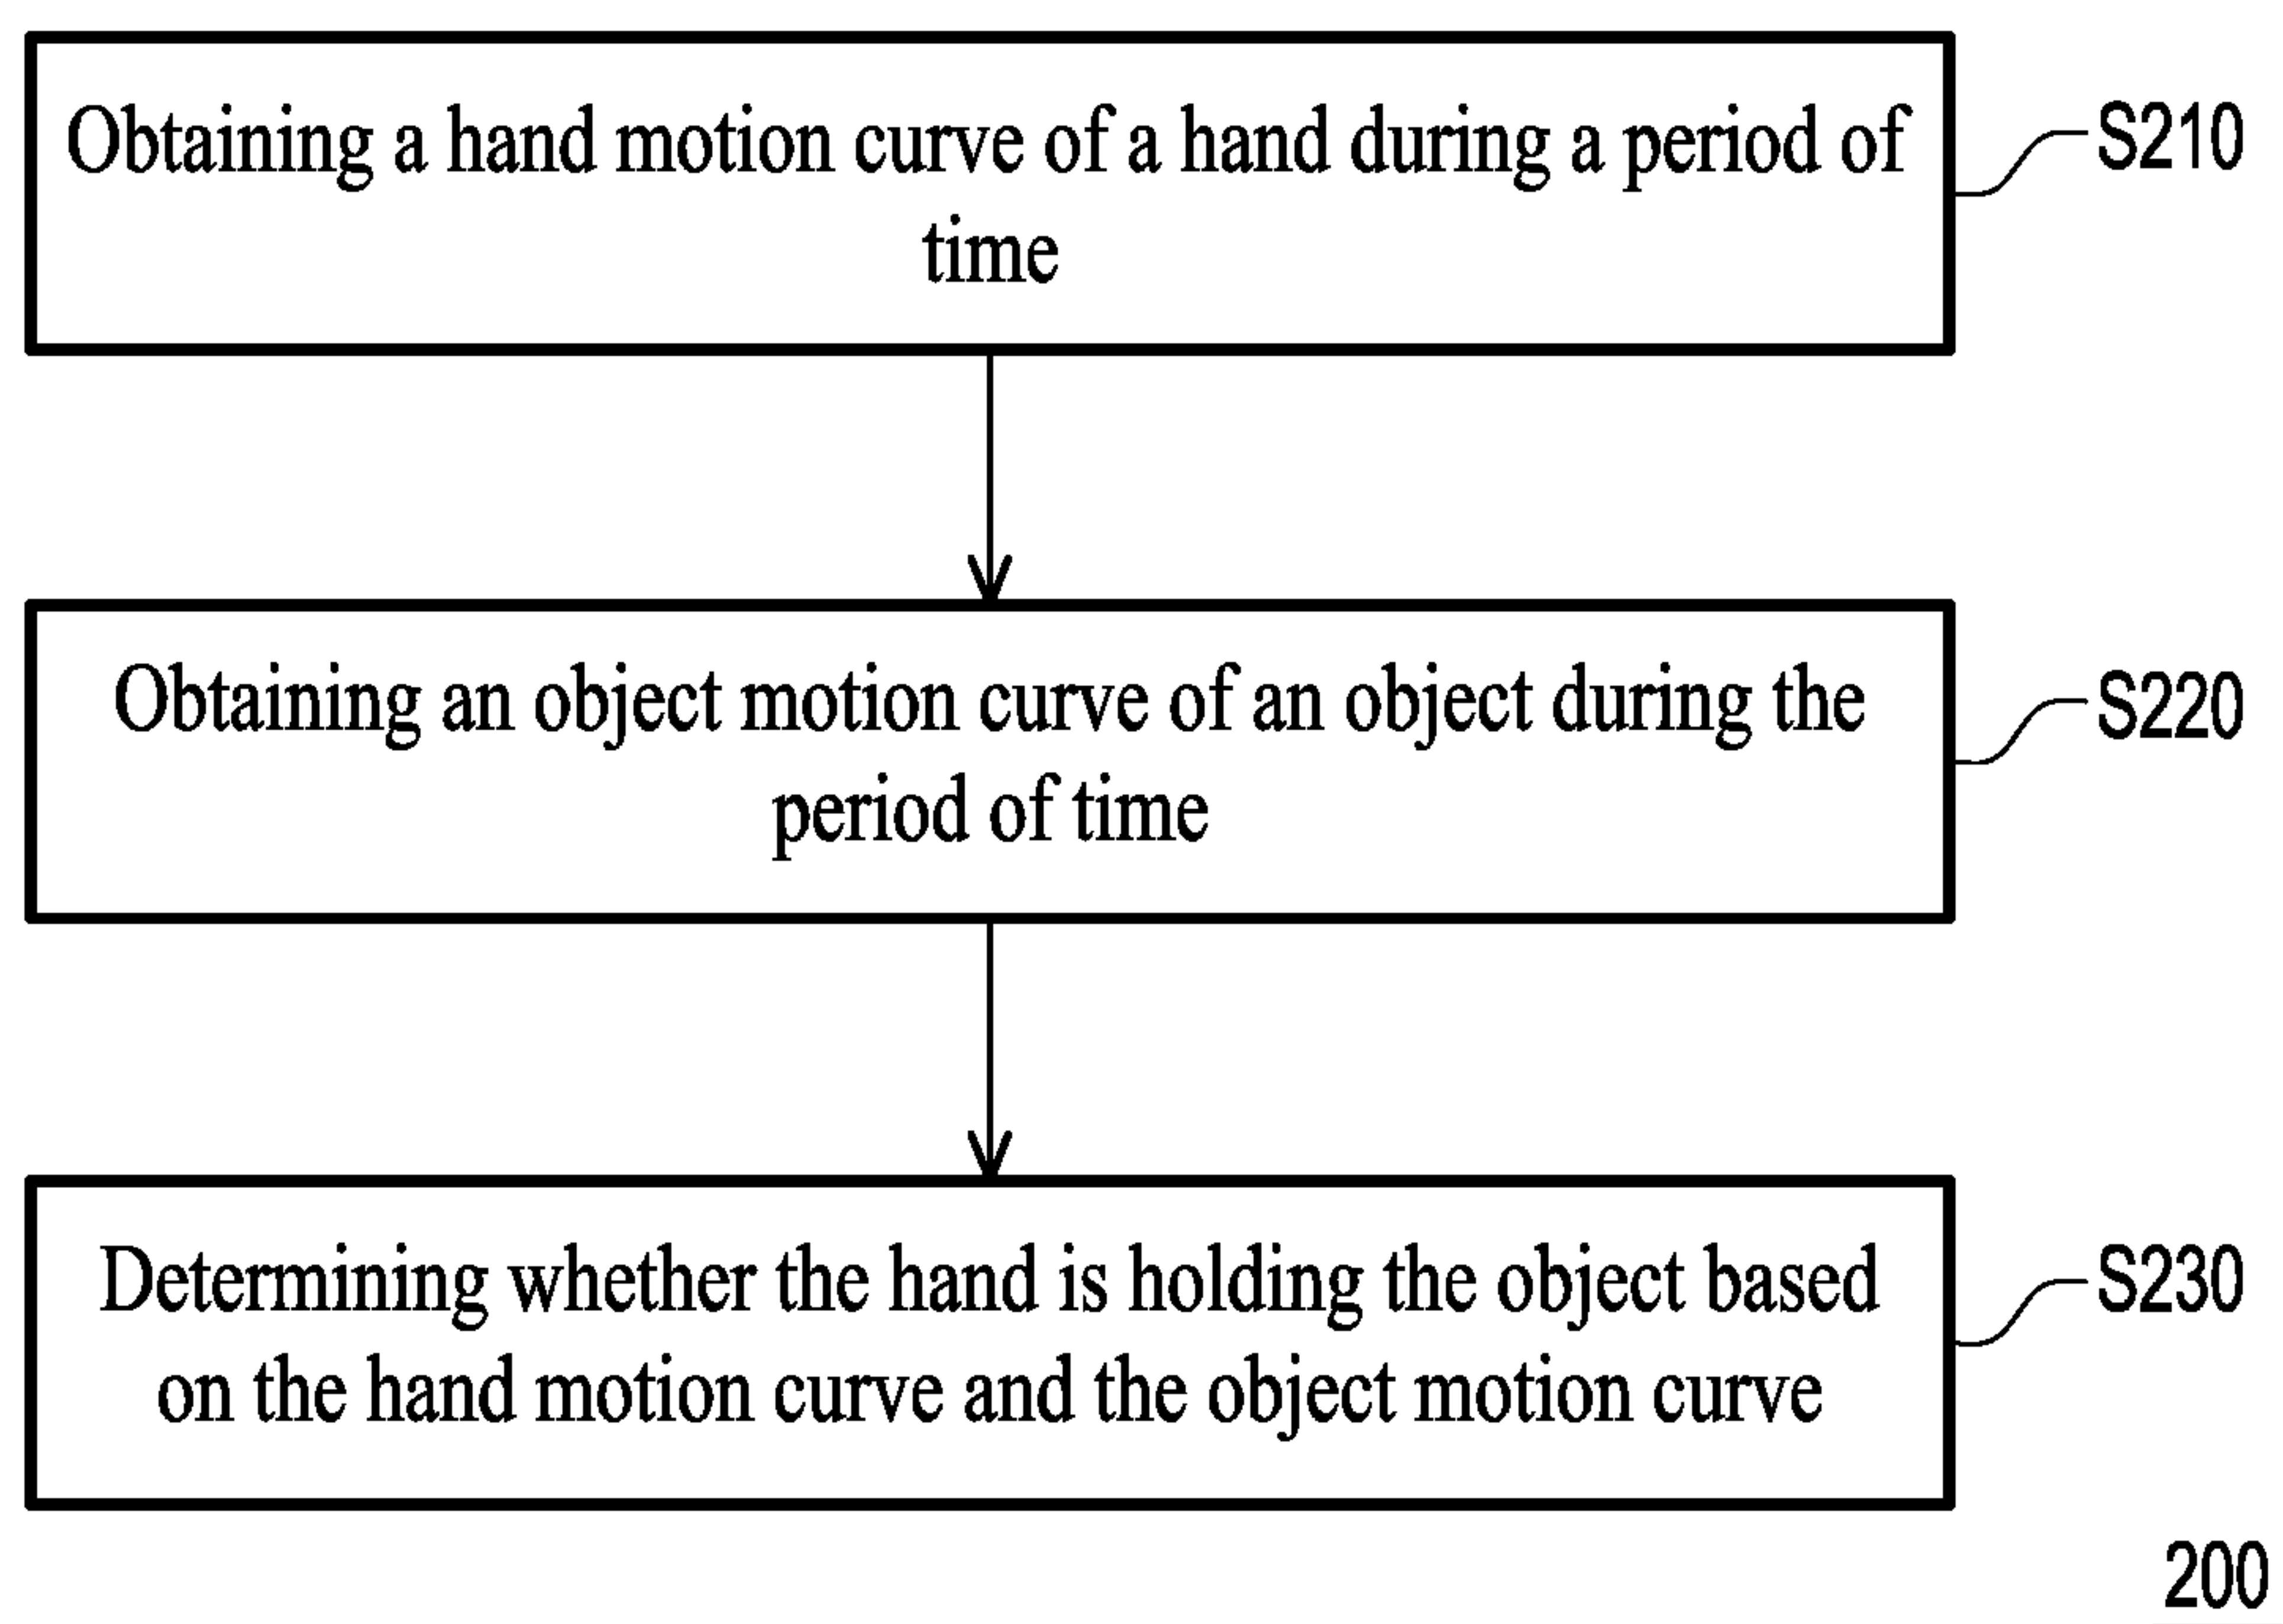 Obtaining a hand motion curve of a hand during a period of
time
S210
Obtaining an object motion curve of an object during the
period of time
S220
Determining whether the hand is holding the object based
on the hand motion curve and the object motion curve
S230
200